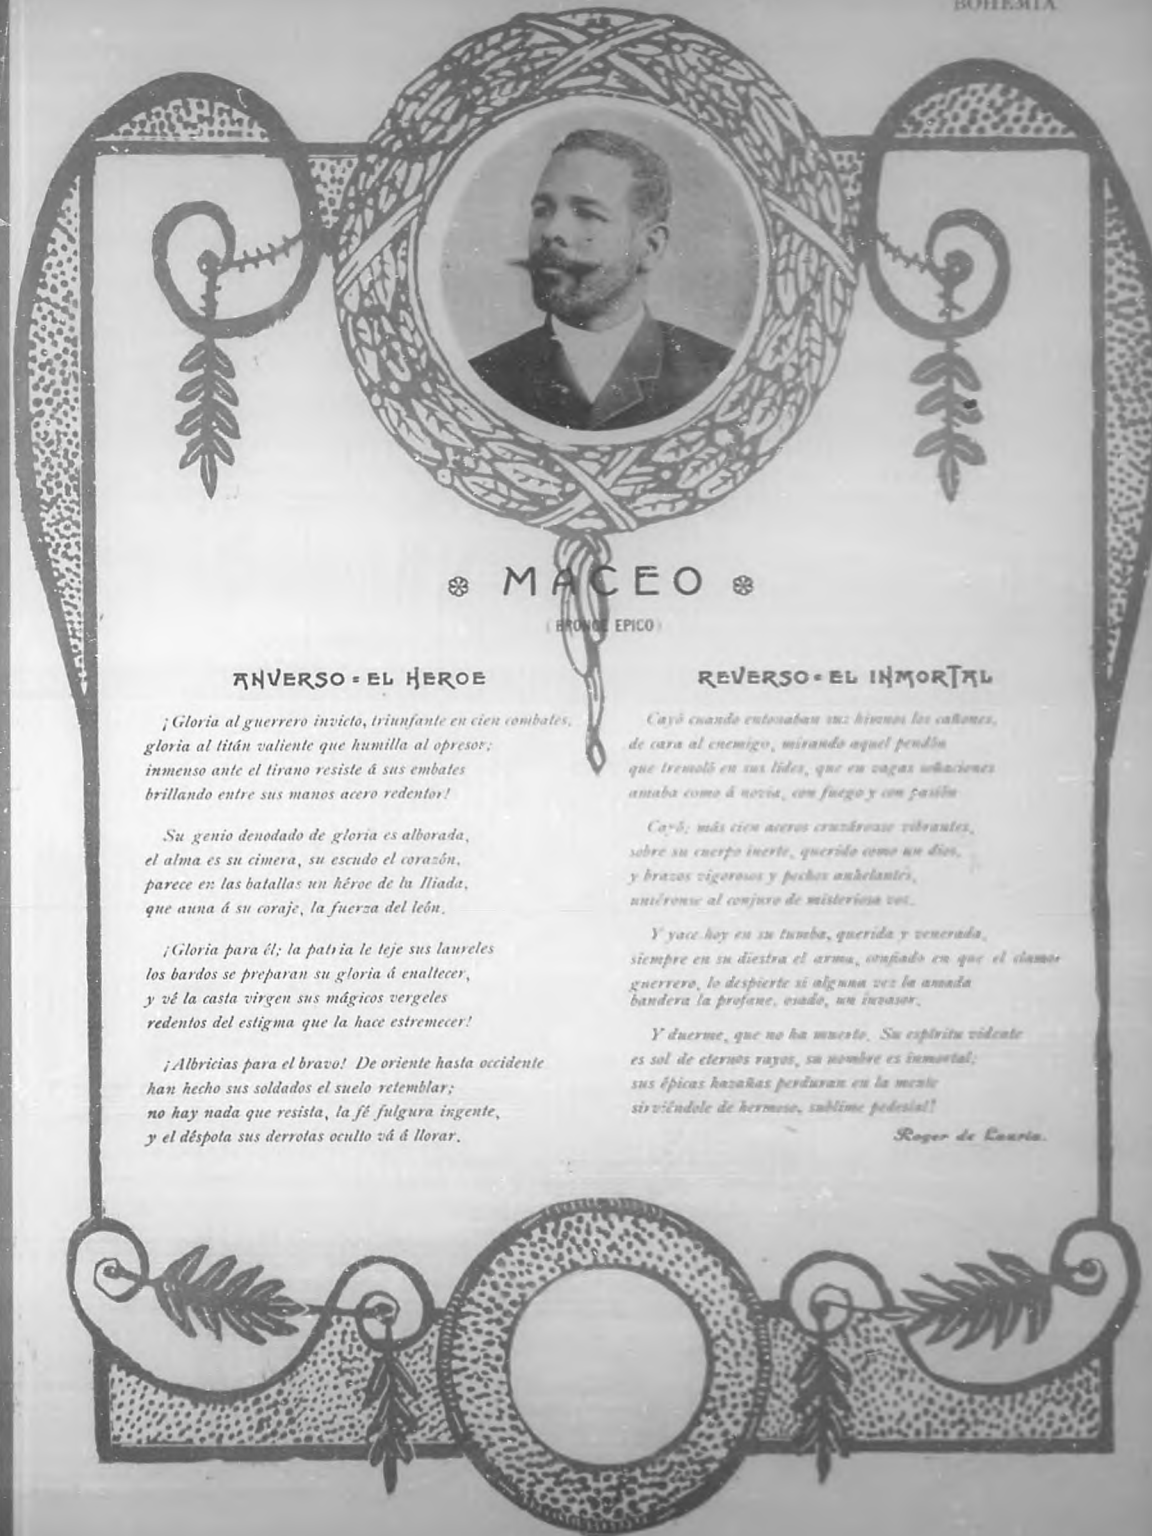 BOHEMIA
MACEO
(BRONCE EPICO)
ANVERSO = EL HEROE
¡Gloria al guerrero invicto, triunfante en cien combates,
gloria al titán valiente que humilla al opresor;
inmenso ante el tirano resiste á sus embates
brillando entre sus manos acero redentor!
Su genio denodado de gloria es alborada,
el alma es su cimera, su escudo el corazón,
parece en las batallas un héroe de la Iliada,
que auna á su coraje, la fuerza del león.
¡Gloria para él; la patria le teje sus laureles
los bardos se preparan su gloria á enaltecer,
y vé la casta virgen sus mágicos vergeles
redentos del estigma que la hace estremecer!
¡Albricias para el bravo! De oriente hasta occidente
han hecho sus soldados el suelo retemblar;
no hay nada que resista, la fé fulgura ingente,
y el déspota sus derrotas oculto vá á llorar.
REVERSO = EL INMORTAL
Cayó cuando entonaban sus himnos los cañones,
de cara al enemigo, mirando aquel pendón
que tremoló en sus lides, que en vagas soñaciones
amaba como á novia, con fuego y con pasión
Cayó; más cien aceros cruzáronse vibrantes,
sobre su cuerpo inerte, querido como un dios,
y brazos vigorosos y pechos anhelantes,
uniéronse al conjuro de misteriosa voz.
Y yace hoy en su tumba, querida y venerada,
siempre en su diestra el arma, confiado en que el clamor
guerrero, lo despierte si alguna vez la amada
bandera la profane, osado, un invasor.
Y duerme, que no ha muerto. Su espíritu vidente
es sol de eternos rayos, su nombre es inmortal;
sus épicas hazañas perduran en la mente
sirviéndole de hermoso, sublime pedestal!
Roger de Lauria.